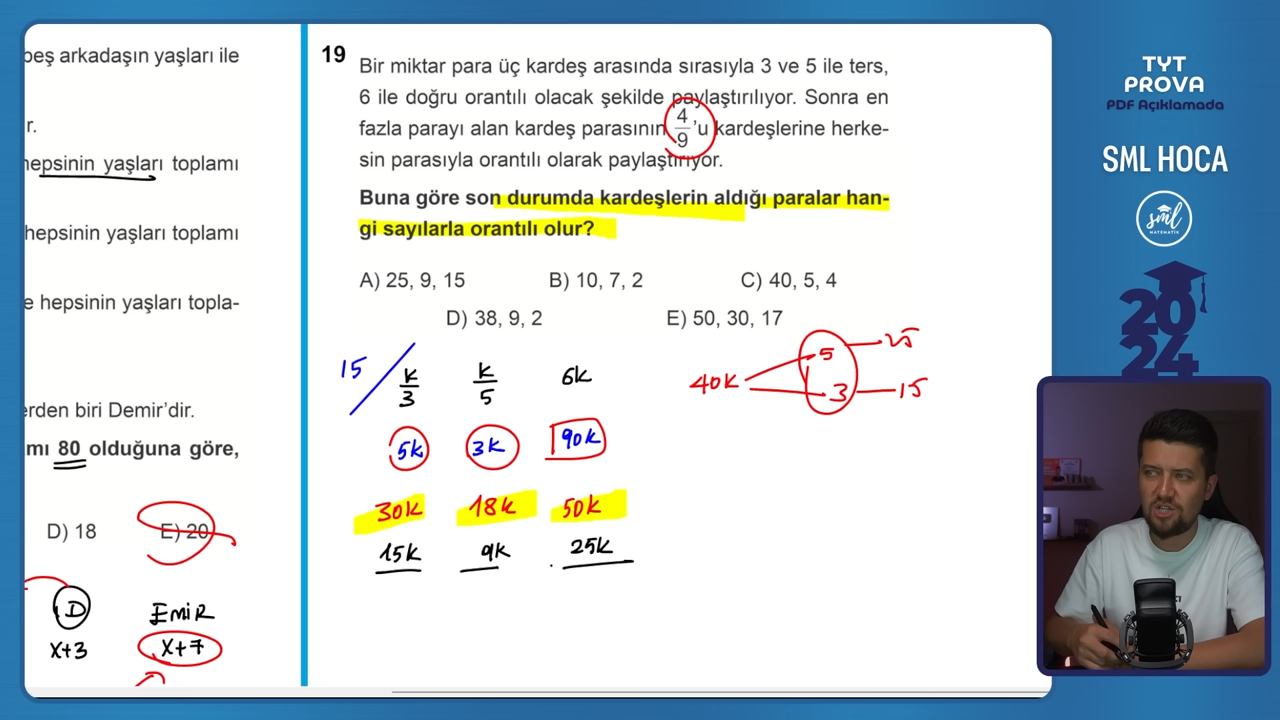 beş arkadaşın yaşları ile
r.
hepsinin yaşları toplamı
hepsinin yaşları toplamı
e hepsinin yaşları topla-
erden biri Demir'dir.
mı 80 olduğuna göre,
D) 18 E) 20
D EMİR
x+3 x+7
19
Bir miktar para üç kardeş arasında sırasıyla 3 ve 5 ile ters,
6 ile doğru orantılı olacak şekilde paylaştırılıyor. Sonra en
fazla parayı alan kardeş parasının 4/9'u kardeşlerine herke-
sin parasıyla orantılı olarak paylaştırıyor.
Buna göre son durumda kardeşlerin aldığı paralar han-
gi sayılarla orantılı olur?
A) 25, 9, 15 B) 10, 7, 2 C) 40, 5, 4
D) 38, 9, 2 E) 50, 30, 17
15 k/3 k/5 6k
5k 3k 90k
30k 18k 50k
15k 9k 25k
40k 5 25
3 15
TYT
PROVA
PDF Açıklamada
SML HOCA
sml
MATEMATİK
2024